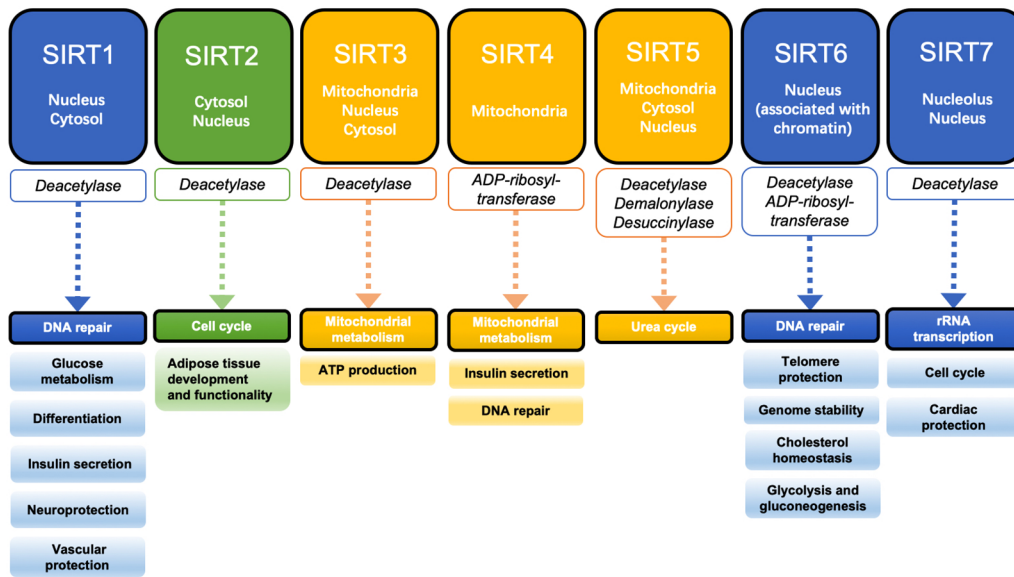 SIRT1
Nucleus
Cytosol
Deacetylase
DNA repair
Glucose
metabolism
Differentiation
Insulin secretion
Neuroprotection
Vascular
protection
SIRT2
Cytosol
Nucleus
Deacetylase
Cell cycle
Adipose tissue
development
and functionality
SIRT3
Mitochondria
Nucleus
Cytosol
Deacetylase
Mitochondrial
metabolism
ATP production
SIRT4
Mitochondria
ADP-ribosyl-
transferase
Mitochondrial
metabolism
Insulin secretion
DNA repair
SIRT5
Mitochondria
Cytosol
Nucleus
Deacetylase
Demalonylase
Desuccinylase
Urea cycle
SIRT6
Nucleus
(associated with
chromatin)
Deacetylase
ADP-ribosyl-
transferase
DNA repair
Telomere
protection
Genome stability
Cholesterol
homeostasis
Glycolysis and
gluconeogenesis
SIRT7
Nucleolus
Nucleus
Deacetylase
rRNA
transcription
Cell cycle
Cardiac
protection